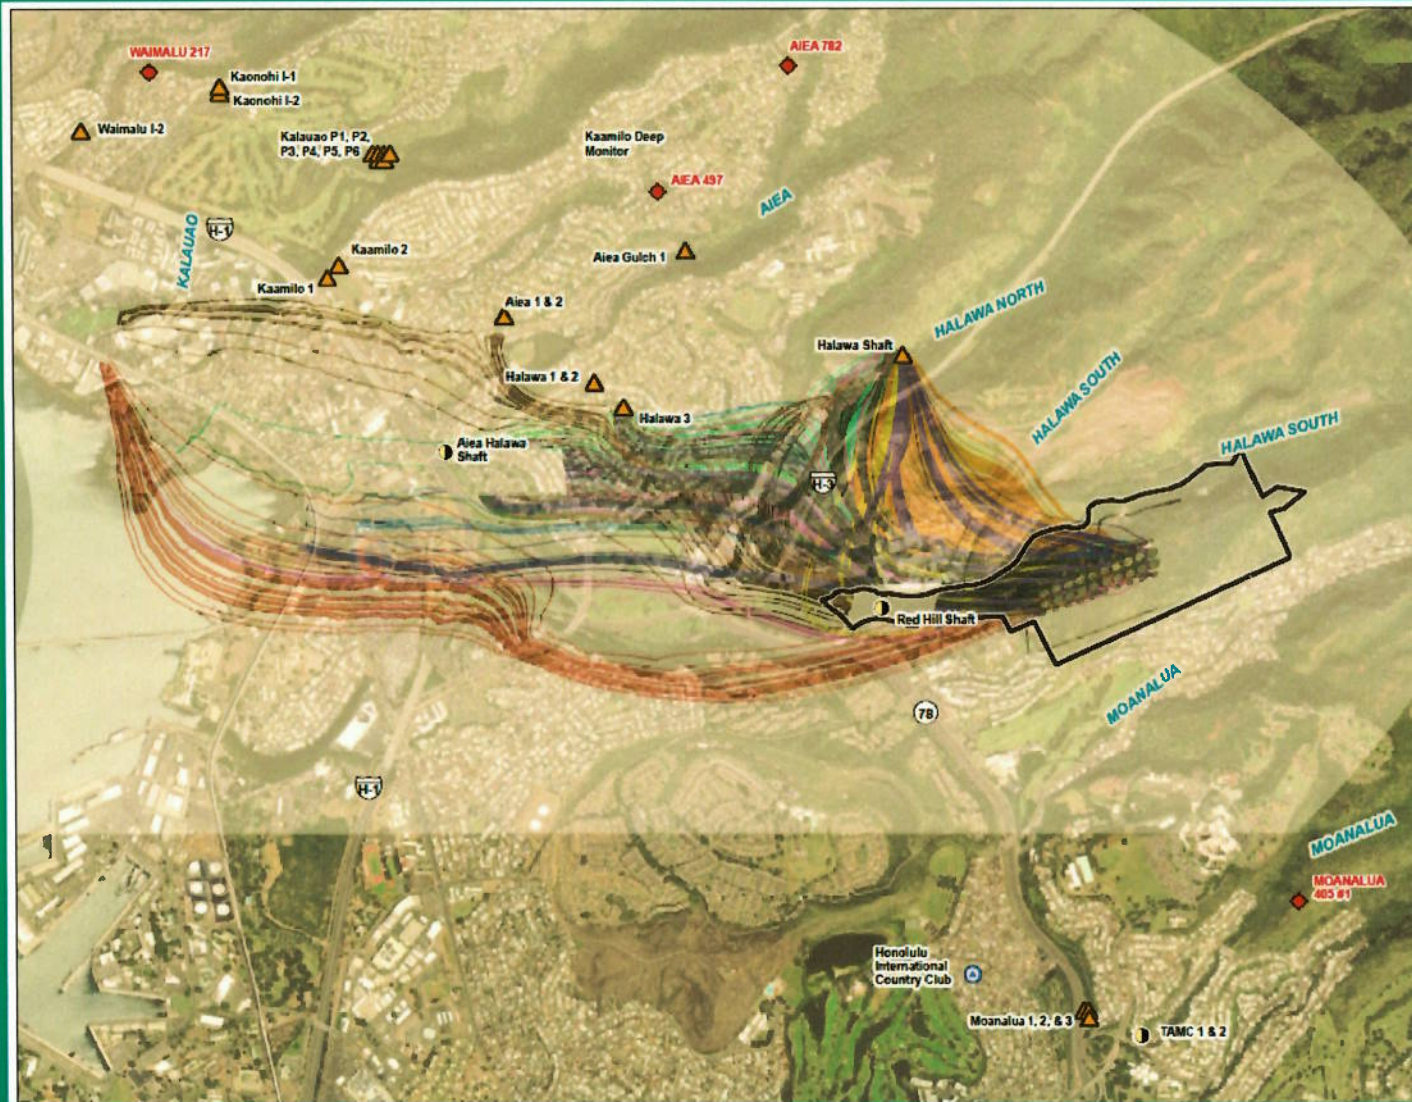 WAIMALU 217
AIEA 782
Kaonohi I-1
Kaonohi I-2
Waimalu I-2
Kalauao P1, P2,
P3, P4, P5, P6
Kaamilo Deep
Monitor
AIEA 497
AIEA
KALAUAO
H-1
Kaamilo 2
Aiea Gulch 1
Kaamilo 1
Aiea 1 & 2
HALAWA NORTH
Halawa Shaft
HALAWA SOUTH
Halawa 1 & 2
Halawa 3
HALAWA SOUTH
Aiea Halawa
Shaft
H-3
Red Hill Shaft
MOANALUA
78
H-1
MOANALUA
MOANALUA
405 #1
Honolulu
International
Country Club
Moanalua 1, 2, & 3
TAMC 1 & 2